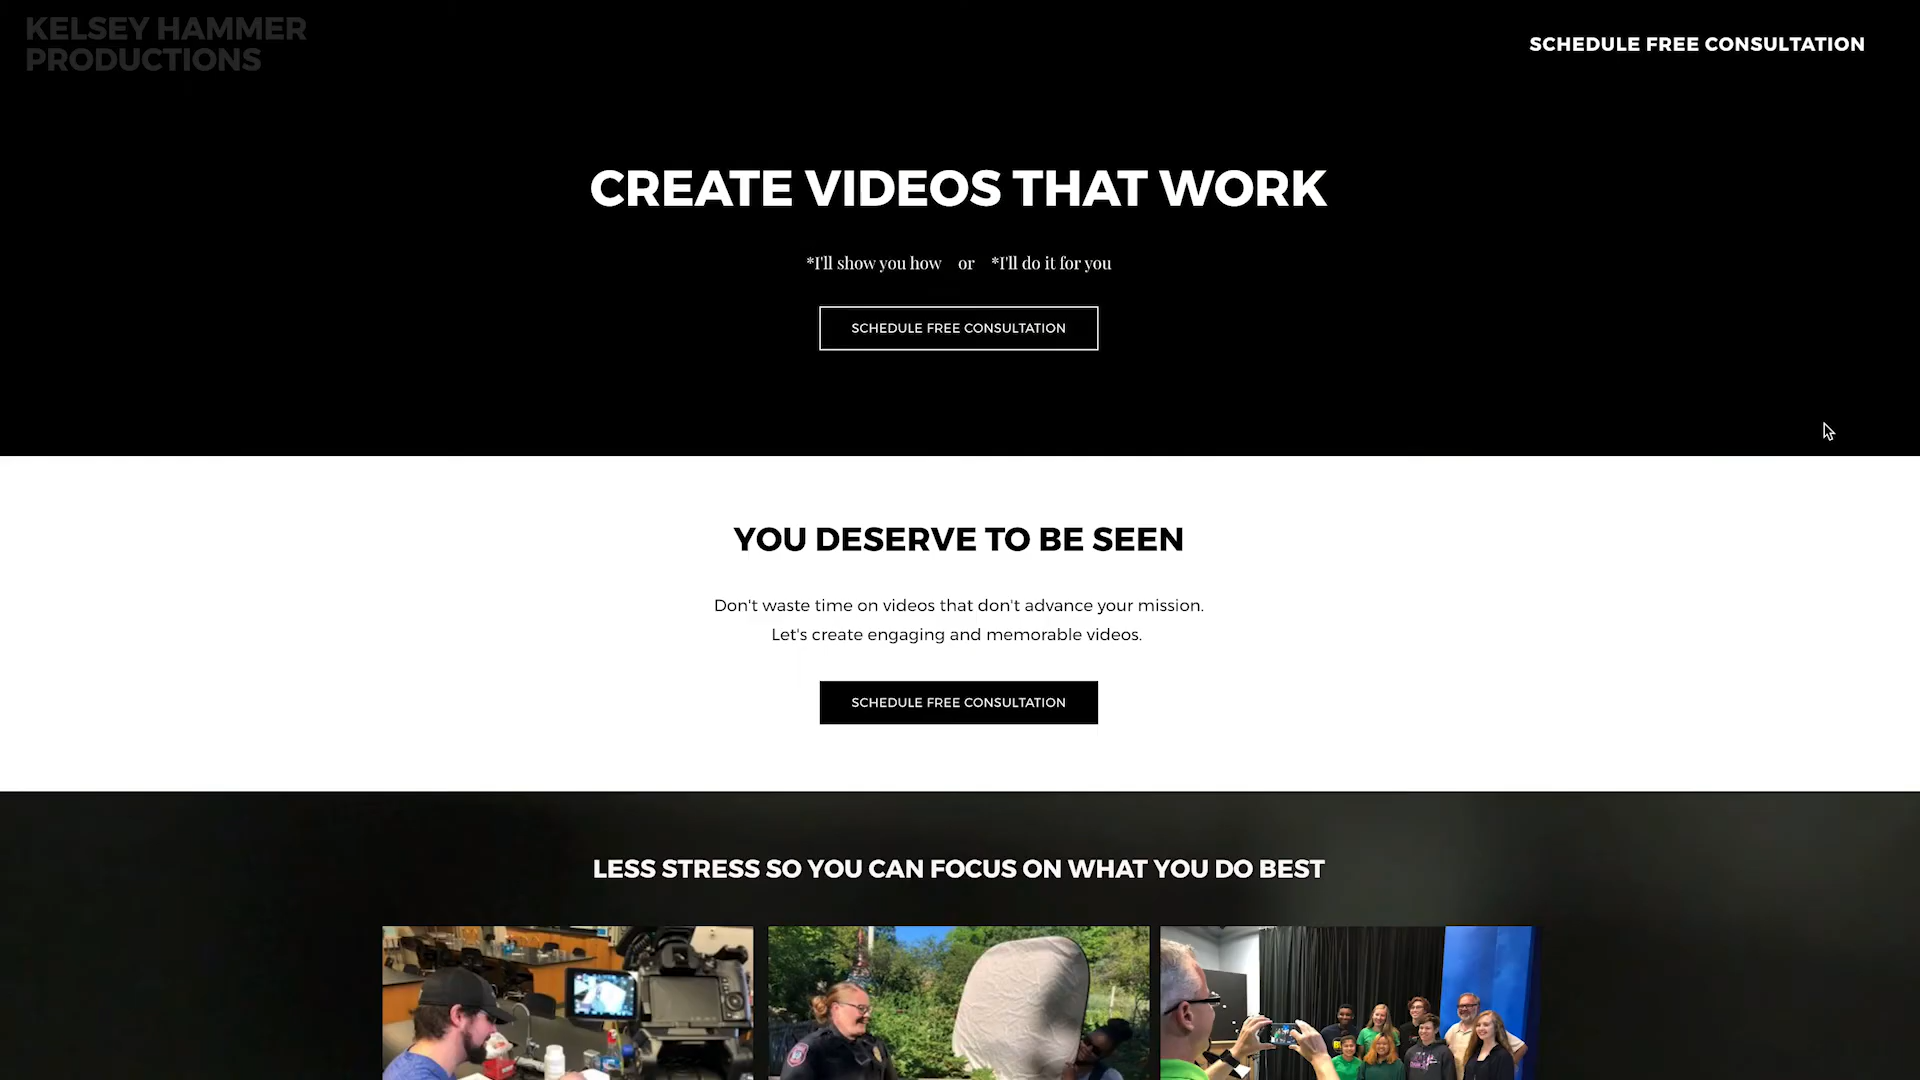 KELSEY HAMMER
PRODUCTIONS
SCHEDULE FREE CONSULTATION
CREATE VIDEOS THAT WORK
*I'll show you how or *I'll do it for you
SCHEDULE FREE CONSULTATION
YOU DESERVE TO BE SEEN
Don't waste time on videos that don't advance your mission.
Let's create engaging and memorable videos.
SCHEDULE FREE CONSULTATION
LESS STRESS SO YOU CAN FOCUS ON WHAT YOU DO BEST